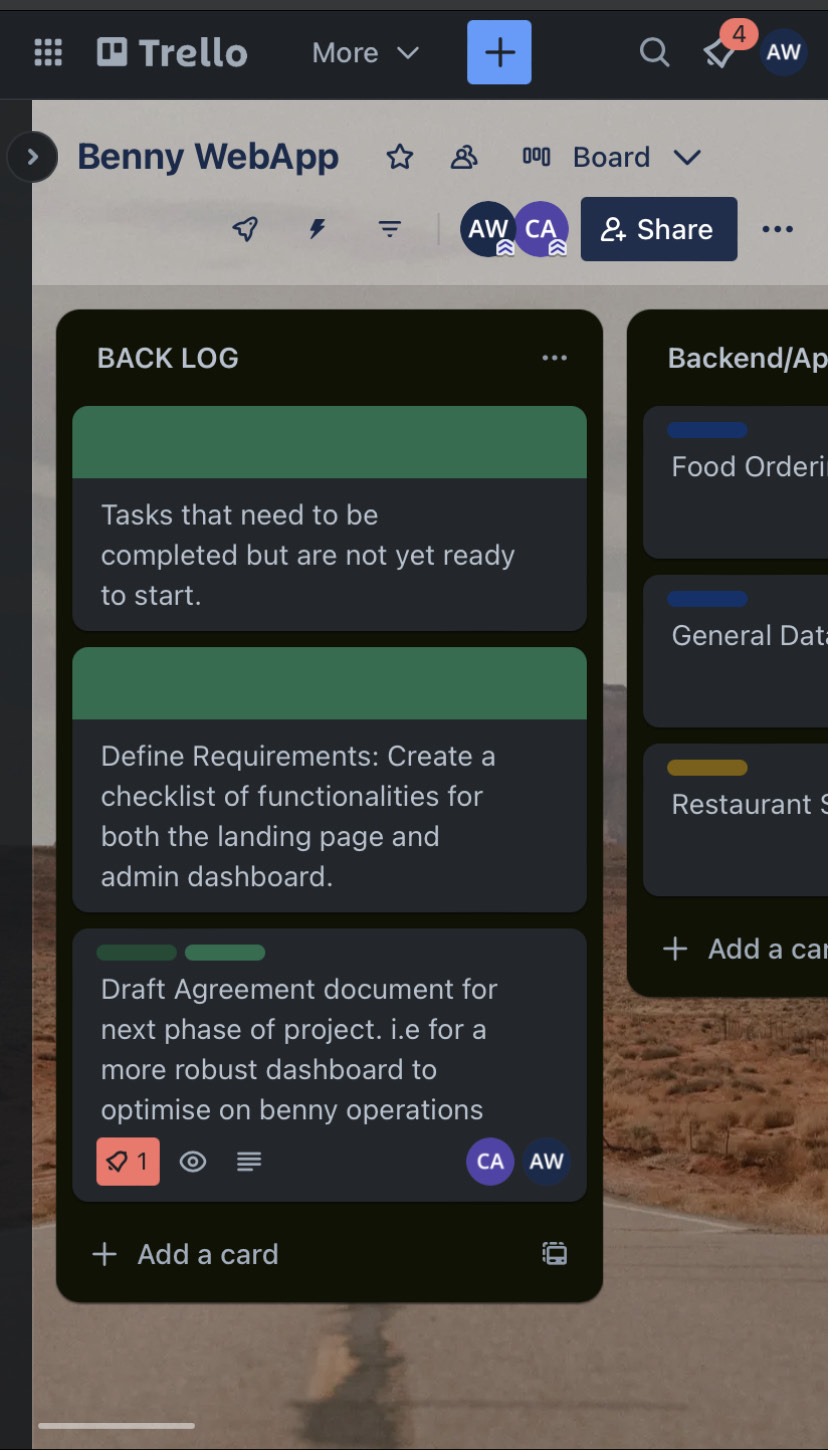 Trello More 4 AW
Benny WebApp Board
AW CA Share
BACK LOG
Tasks that need to be
completed but are not yet ready
to start.
Define Requirements: Create a
checklist of functionalities for
both the landing page and
admin dashboard.
Draft Agreement document for
next phase of project. i.e for a
more robust dashboard to
optimise on benny operations
1 CA AW
Add a card
Backend/Ap
Food Orderi
General Dat
Restaurant
Add a car